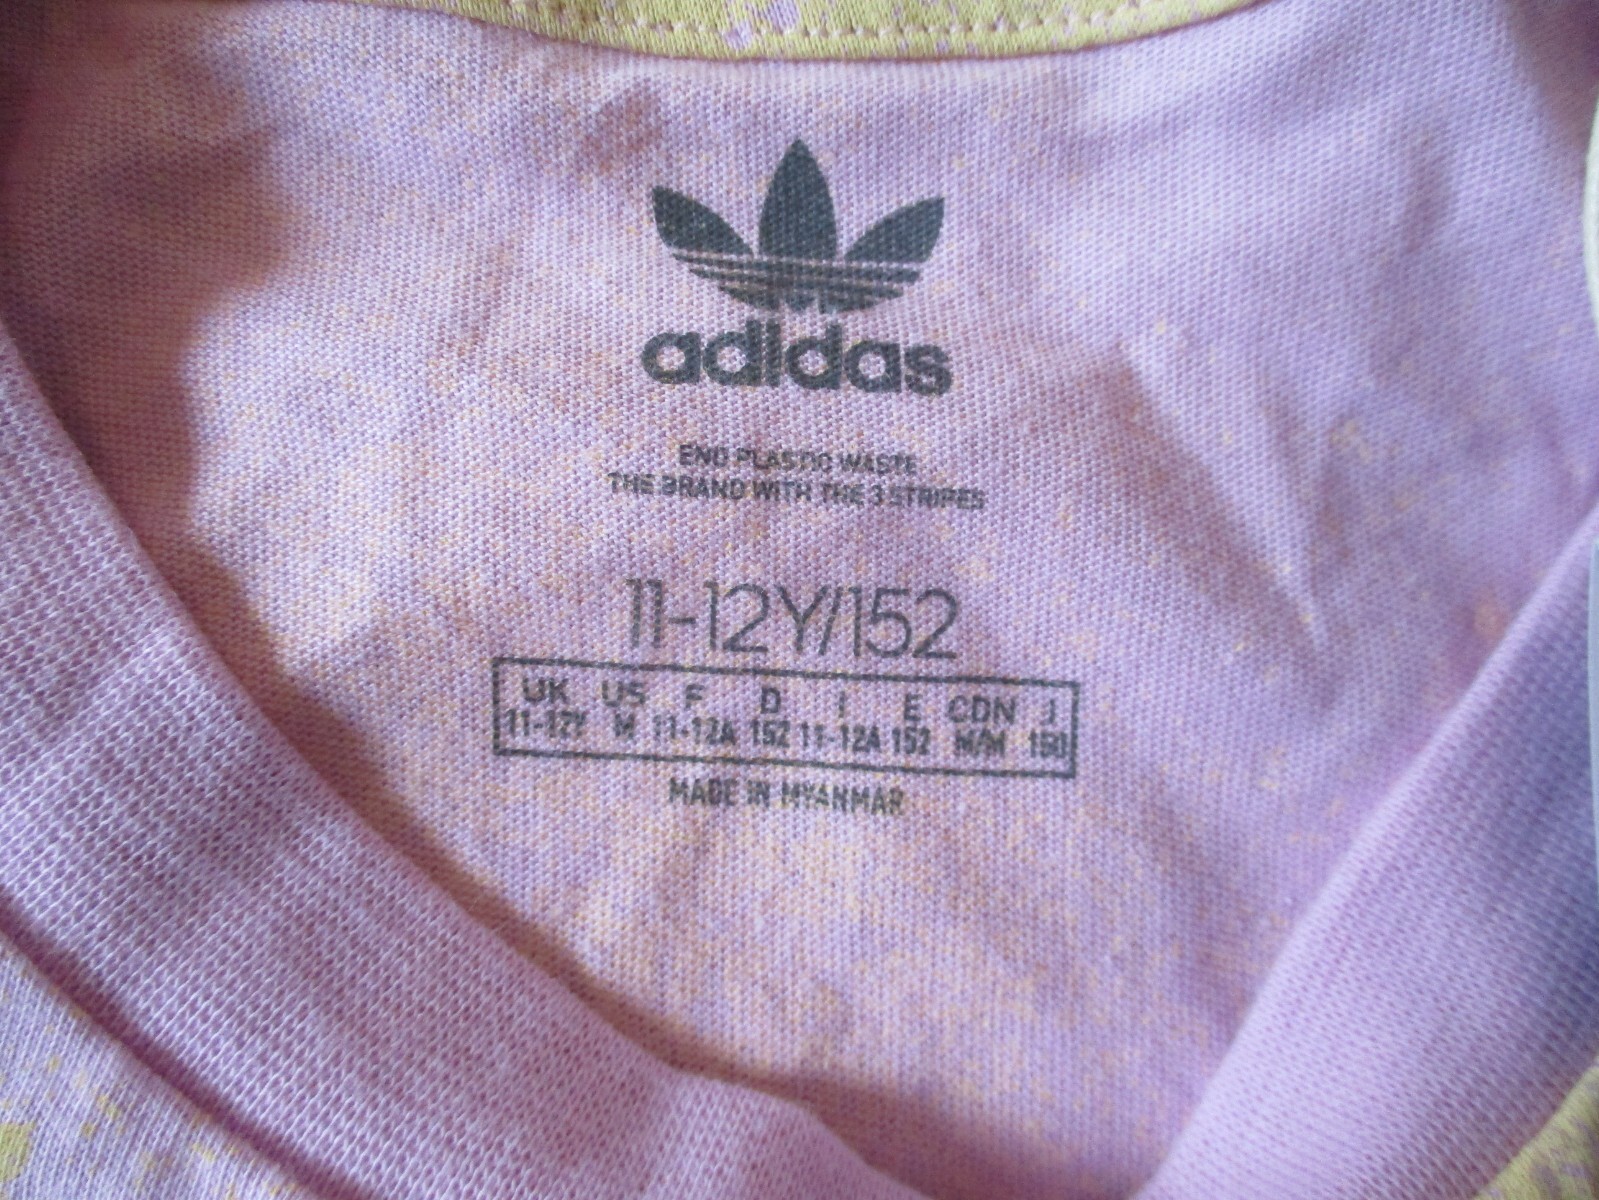 adidas
END PLASTIC WASTE
THE BRAND WITH THE 3 STRIPES
11-12Y/152
UK US F D I E CDN J
11-12Y M 11-12A 152 11-12A 152 M/M 150
MADE IN MYANMAR